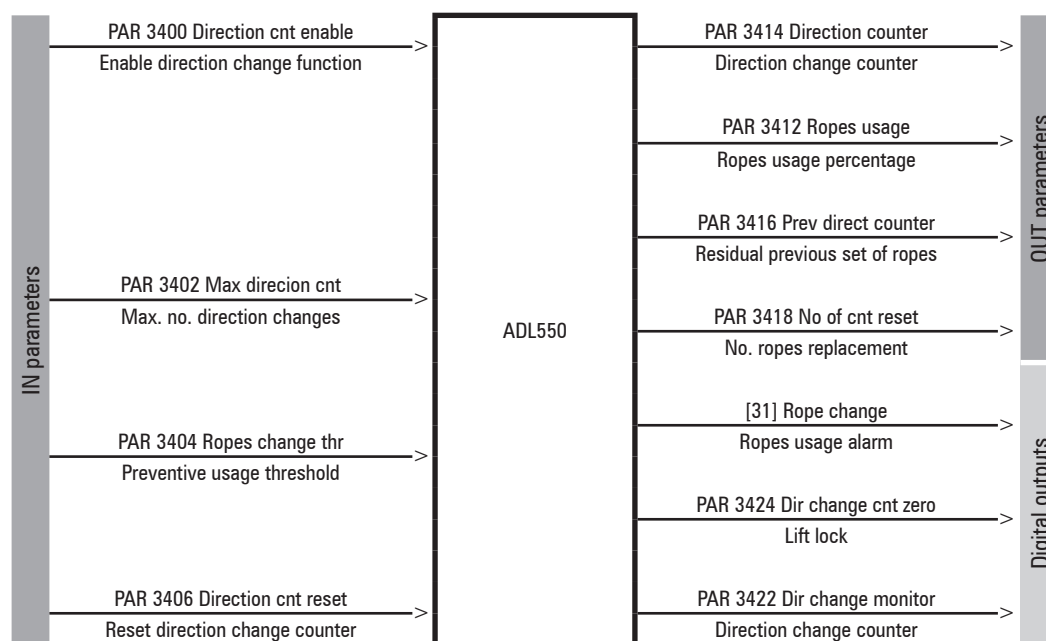 IN parameters
PAR 3400 Direction cnt enable
Enable direction change function
PAR 3402 Max direcion cnt
Max. no. direction changes
PAR 3404 Ropes change thr
Preventive usage threshold
PAR 3406 Direction cnt reset
Reset direction change counter
ADL550
PAR 3414 Direction counter
Direction change counter
PAR 3412 Ropes usage
Ropes usage percentage
PAR 3416 Prev direct counter
Residual previous set of ropes
PAR 3418 No of cnt reset
No. ropes replacement
[31] Rope change
Ropes usage alarm
PAR 3424 Dir change cnt zero
Lift lock
PAR 3422 Dir change monitor
Direction change counter
OUT parameters
Digital outputs